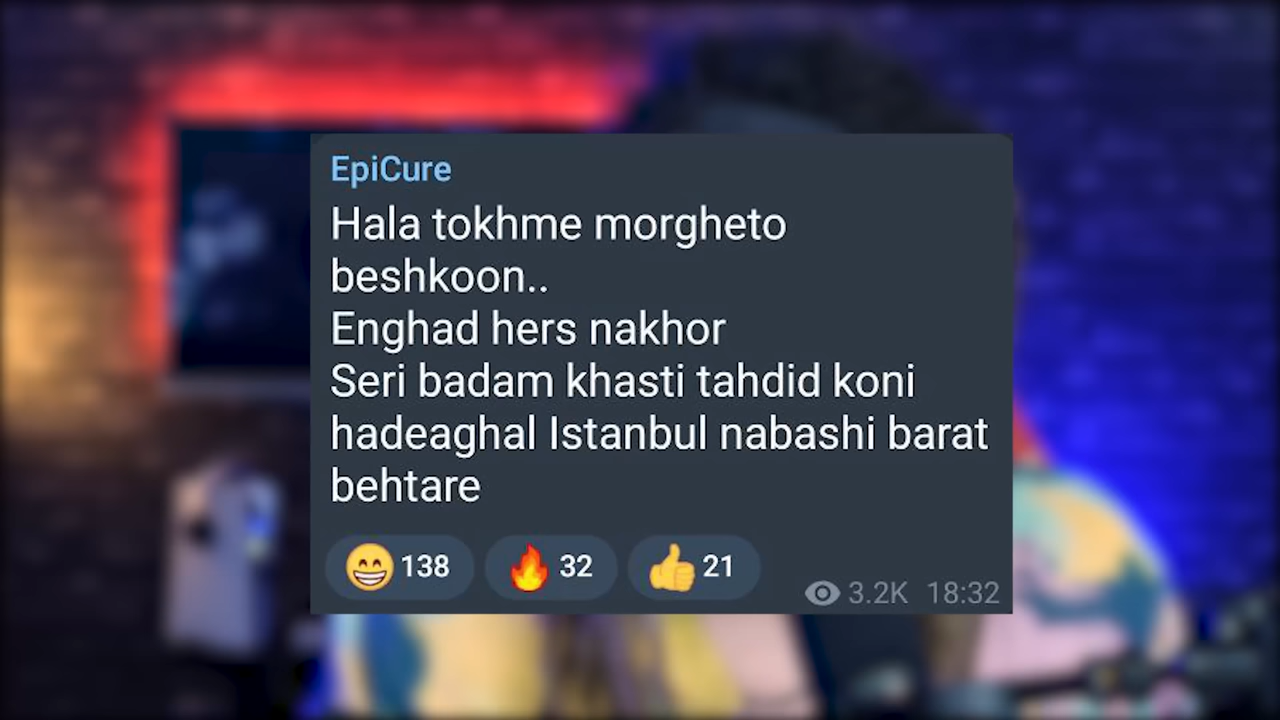 EpiCure
Hala tokhme morgheto
beshkoon..
Enghad hers nakhor
Seri badam khasti tahdid koni
hadeaghal Istanbul nabashi barat
behtare
😁 138 🔥 32 👍 21
3.2K 18:32